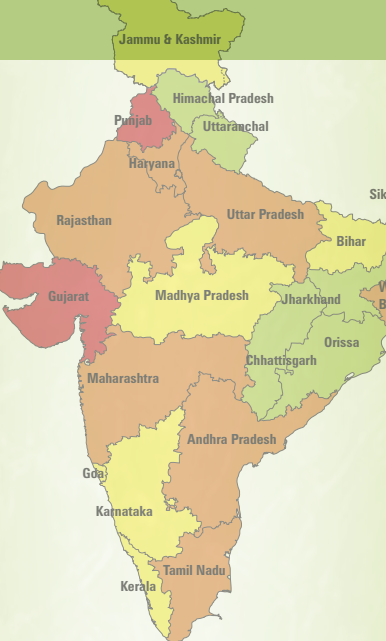 Jammu & Kashmir
Himachal Pradesh
Punjab
Uttaranchal
Haryana
Sik
Rajasthan
Uttar Pradesh
Bihar
Gujarat
Madhya Pradesh
Jharkhand
W
B
Orissa
Chhattisgarh
Maharashtra
Andhra Pradesh
Goa
Karnataka
Tamil Nadu
Kerala